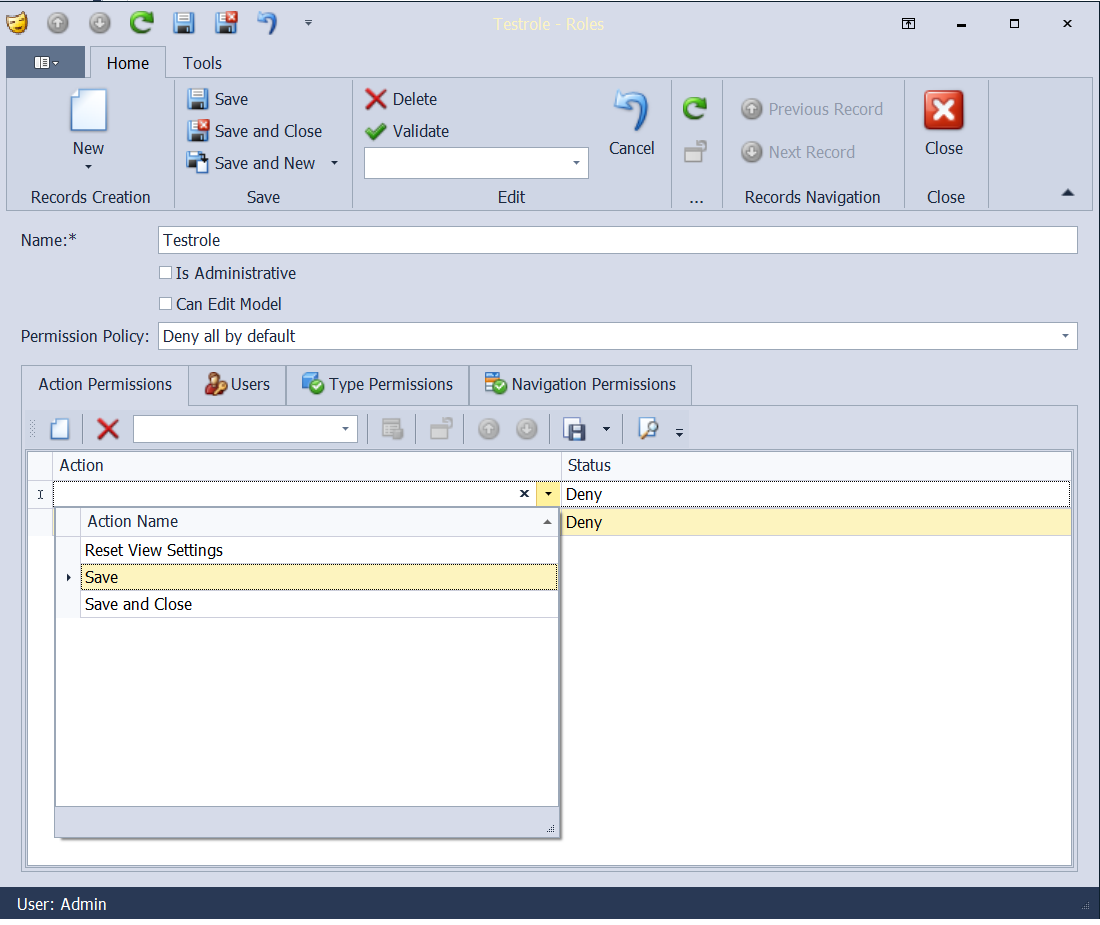 Testrole - Roles
Home Tools
New
Records Creation
Save
Save and Close
Save and New
Save
Delete
Validate
Cancel
Edit
...
Previous Record
Next Record
Records Navigation
Close
Close
Name:* Testrole
Is Administrative
Can Edit Model
Permission Policy: Deny all by default
Action Permissions Users Type Permissions Navigation Permissions
Action Status
Deny
Deny
Action Name
Reset View Settings
Save
Save and Close
User: Admin